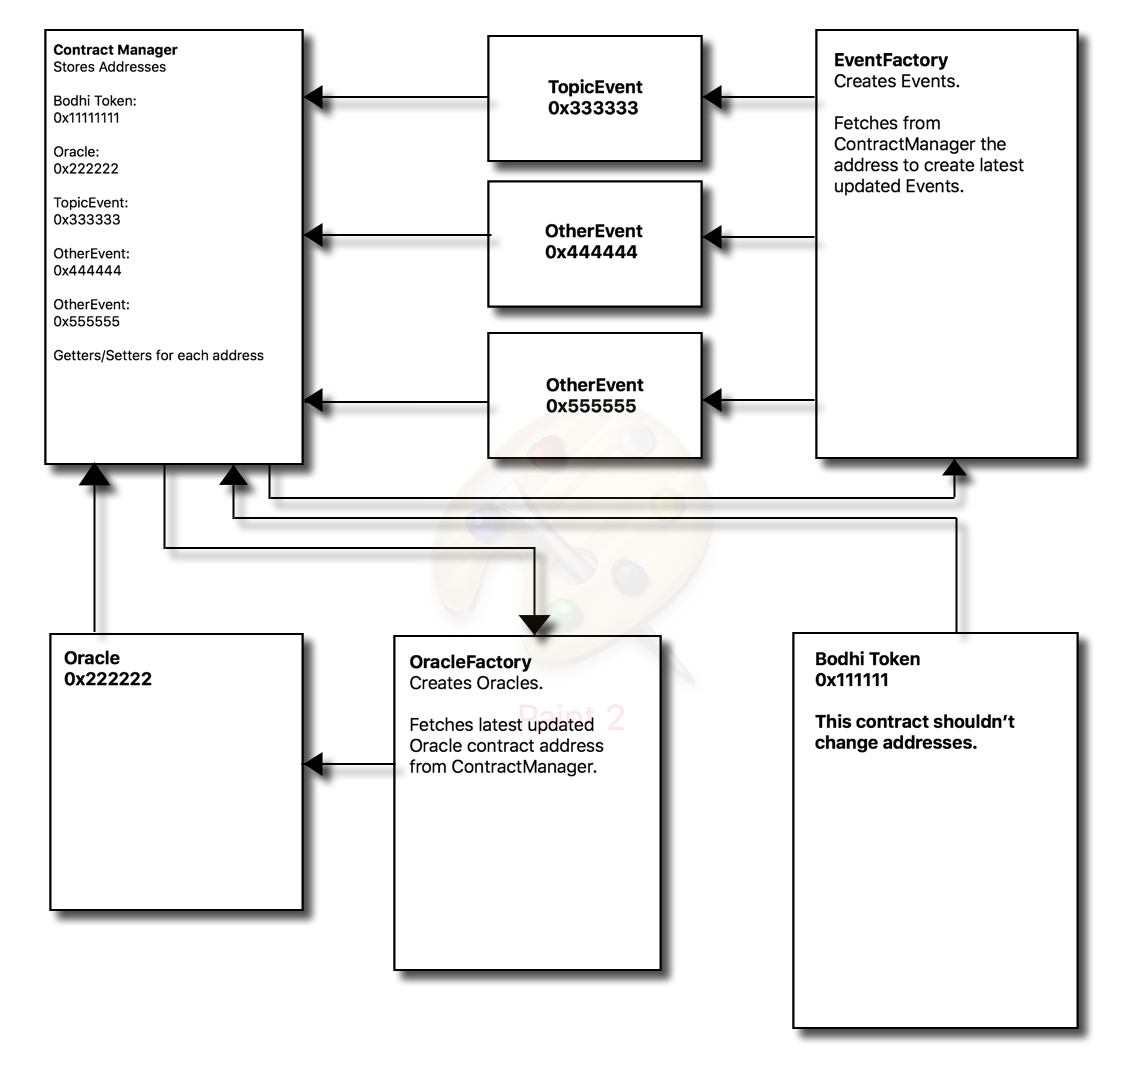 Contract Manager
Stores Addresses
Bodhi Token:
0x11111111
Oracle:
0x222222
TopicEvent:
0x333333
OtherEvent:
0x444444
OtherEvent:
0x555555
Getters/Setters for each address
TopicEvent
0x333333
OtherEvent
0x444444
OtherEvent
0x555555
EventFactory
Creates Events.
Fetches from
ContractManager the
address to create latest
updated Events.
Oracle
0x222222
OracleFactory
Creates Oracles.
Fetches latest updated
Oracle contract address
from ContractManager.
Paint 2
Bodhi Token
0x111111
This contract shouldn’t
change addresses.